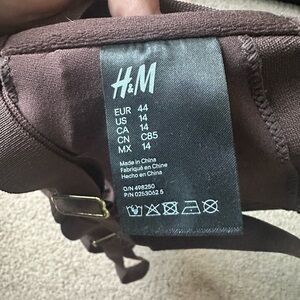 H&M
EUR 44
US 14
CA 14
CN C85
MX 14
Made in China
Fabriqué en Chine
Hecho en China
O/N 498250
P/N 0253062 5